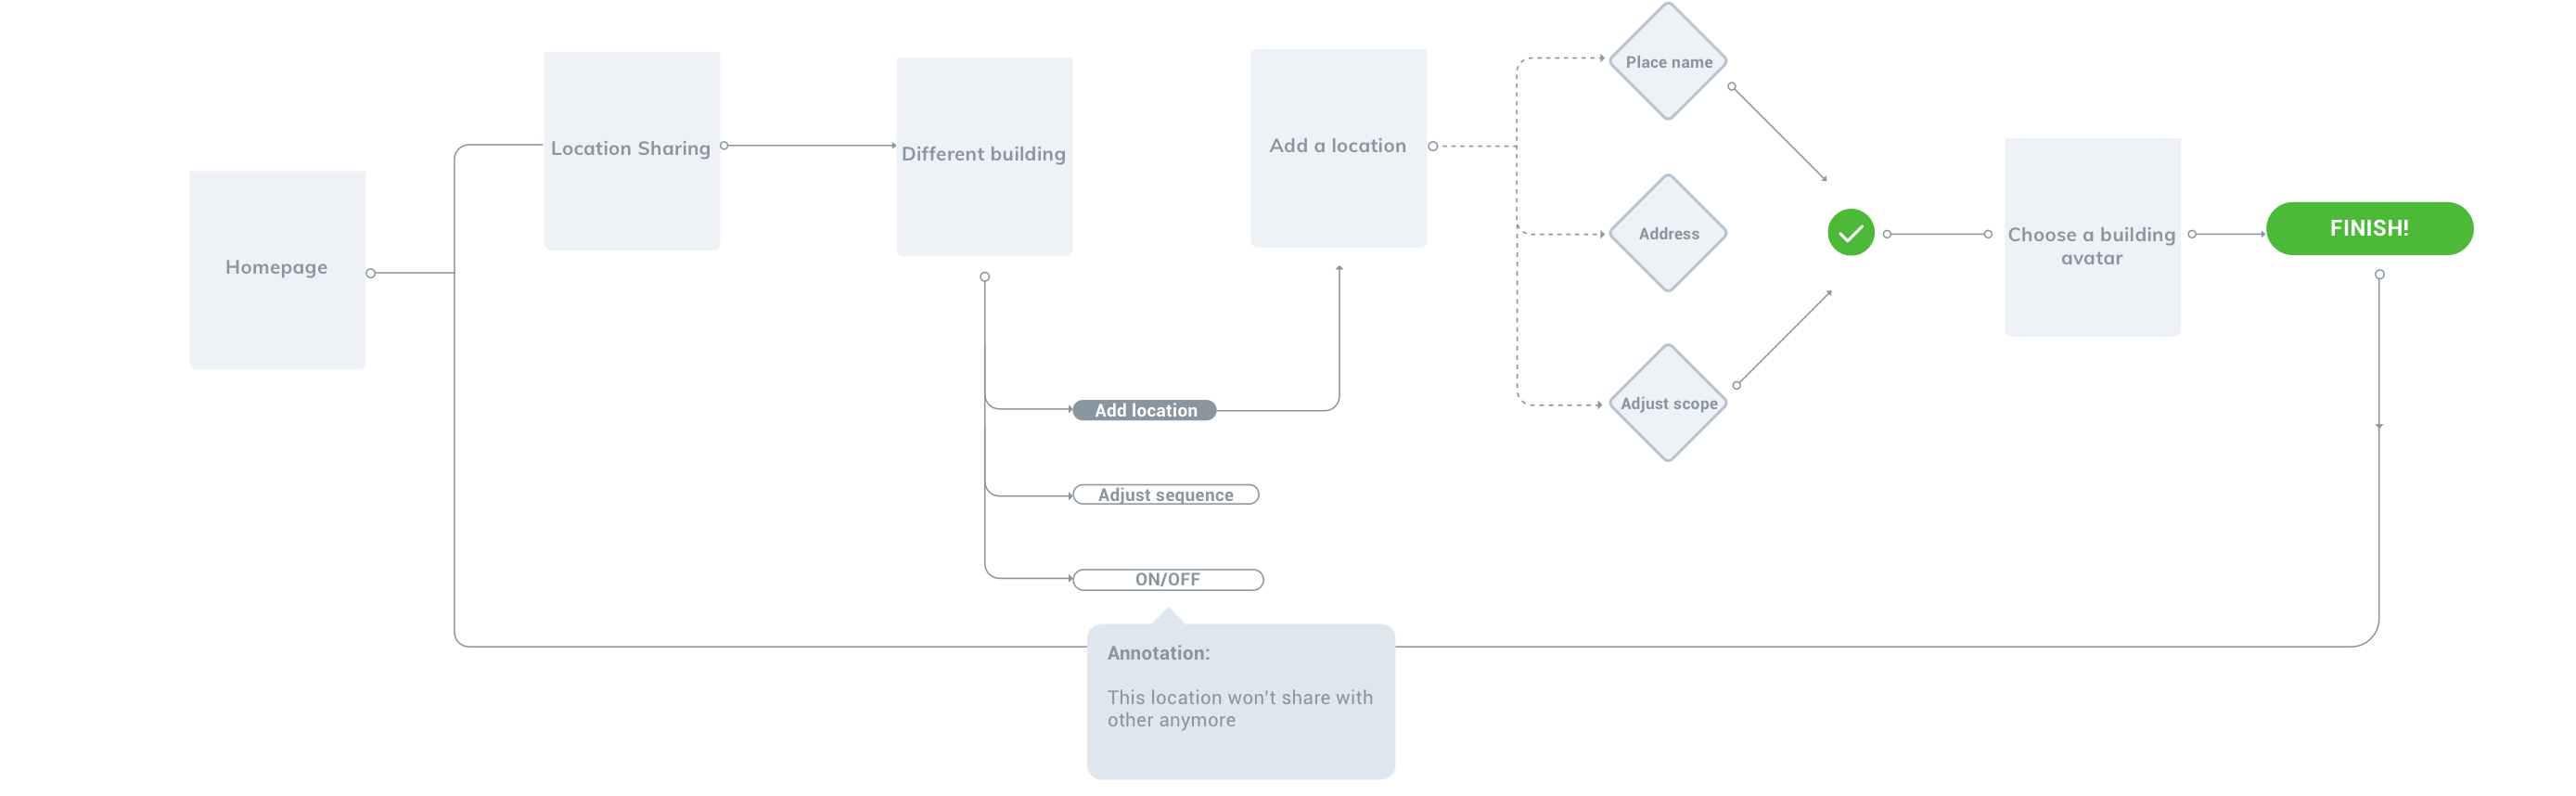 Homepage
Location Sharing
Different building
Add location
Adjust sequence
ON/OFF
Annotation:
This location won't share with
other anymore
Add a location
Place name
Address
Adjust scope
Choose a building
avatar
FINISH!